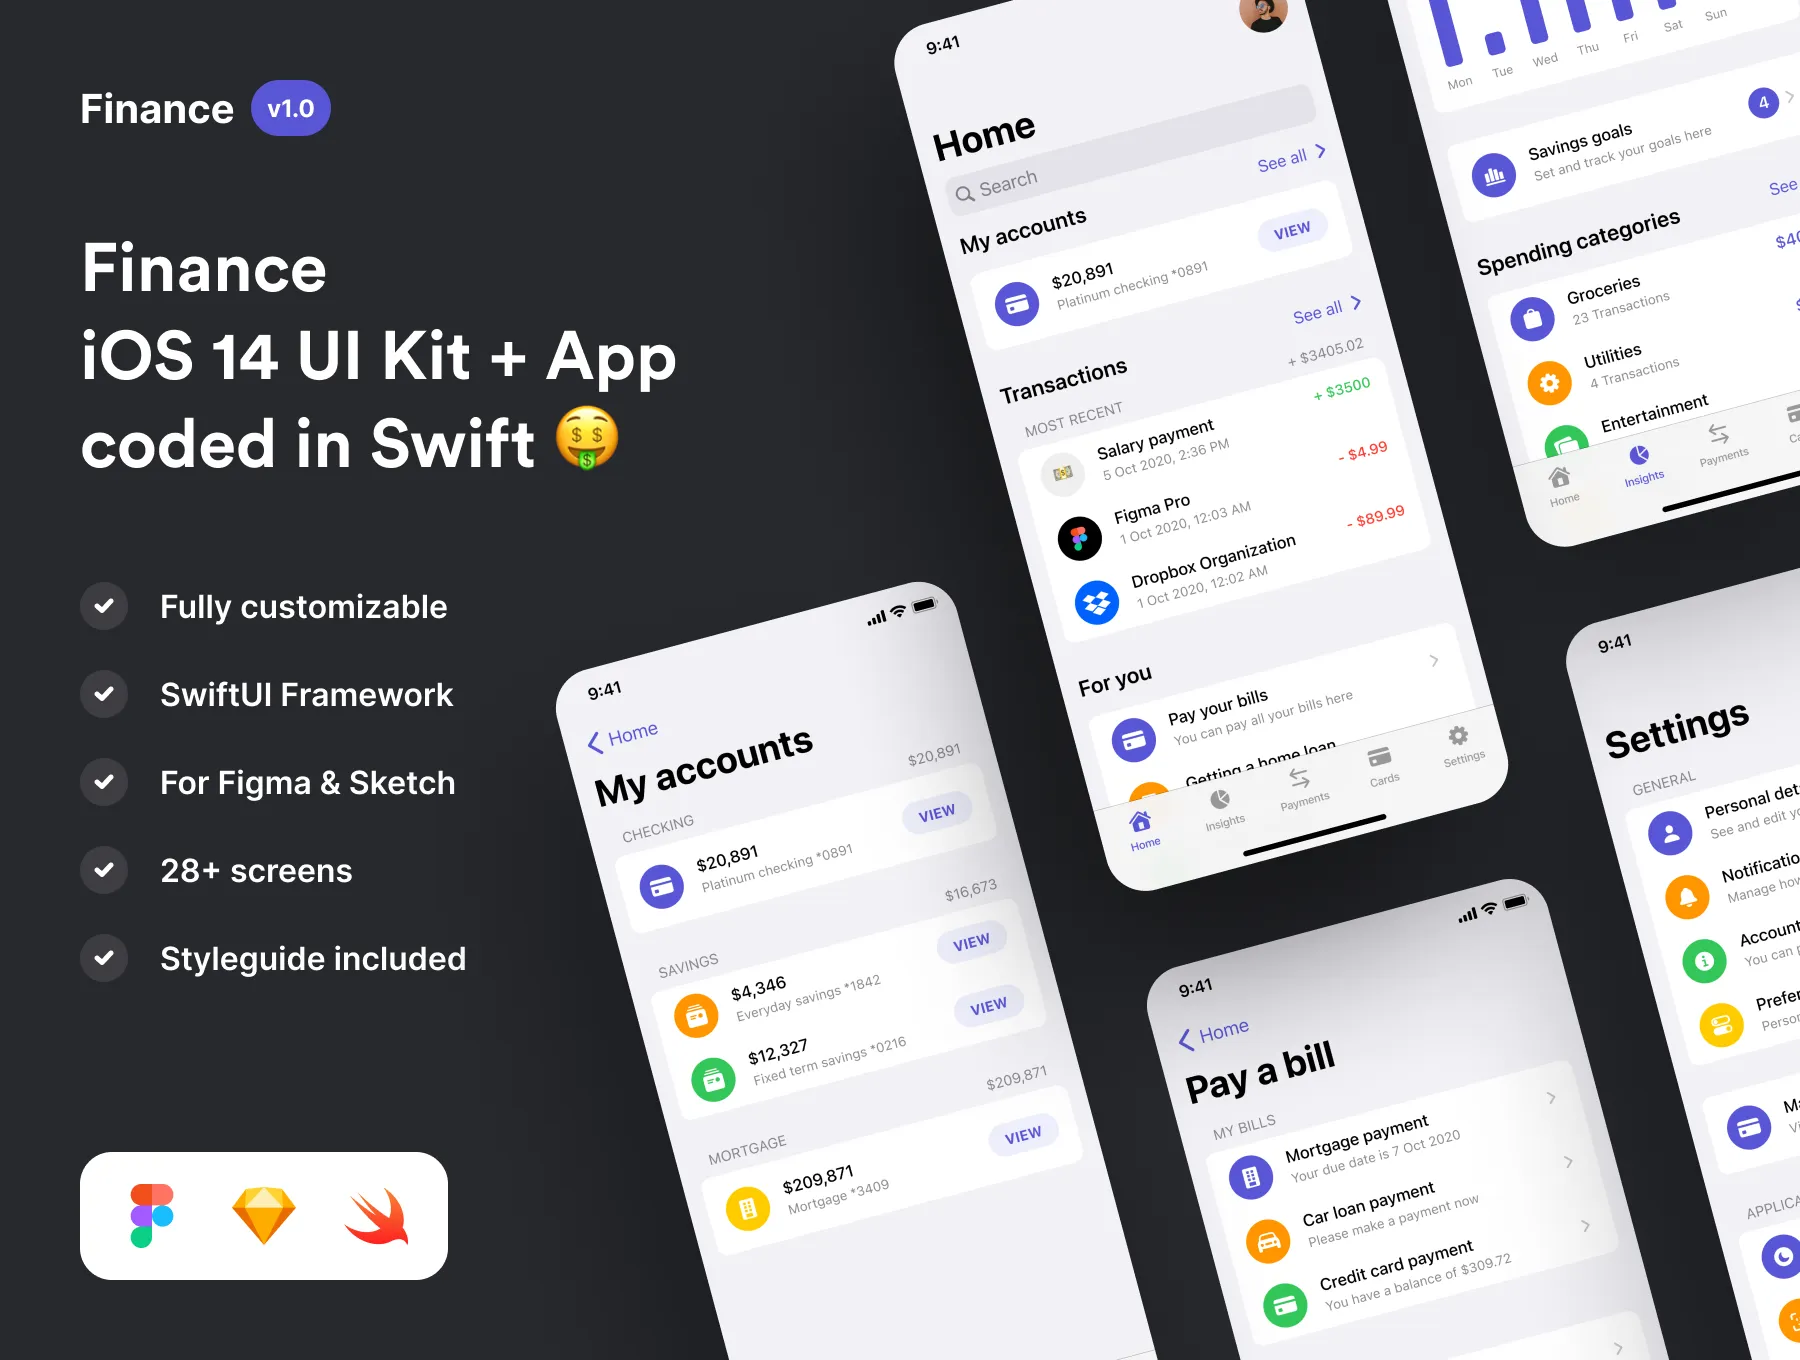 Finance
v1.0
Finance
iOS 14 UI Kit + App
coded in Swift
Fully customizable
SwiftUI Framework
For Figma & Sketch
28+ screens
Styleguide included
9:41
Home
Search
My accounts
See all
$20,891
Platinum checking *0891
VIEW
Transactions
See all
MOST RECENT
+ $3405.02
Salary payment
5 Oct 2020, 2:36 PM
+ $3500
Figma Pro
1 Oct 2020, 12:03 AM
- $4.99
Dropbox Organization
1 Oct 2020, 12:02 AM
- $89.99
For you
Pay your bills
You can pay all your bills here
Getting a home loan
Home
Insights
Payments
Cards
Settings
Mon
Tue
Wed
Thu
Fri
Sat
Sun
Savings goals
Set and track your goals here
4
Spending categories
See
Groceries
23 Transactions
Utilities
4 Transactions
Entertainment
Home
Insights
Payments
9:41
Home
My accounts
CHECKING
$20,891
$20,891
Platinum checking *0891
VIEW
SAVINGS
$16,673
$4,346
Everyday savings *1842
VIEW
$12,327
Fixed term savings *0216
VIEW
MORTGAGE
$209,871
$209,871
Mortgage *3409
VIEW
9:41
Home
Pay a bill
MY BILLS
Mortgage payment
Your due date is 7 Oct 2020
Car loan payment
Please make a payment now
Credit card payment
You have a balance of $309.72
9:41
Settings
GENERAL
Personal
See and edit
Manage how
You can